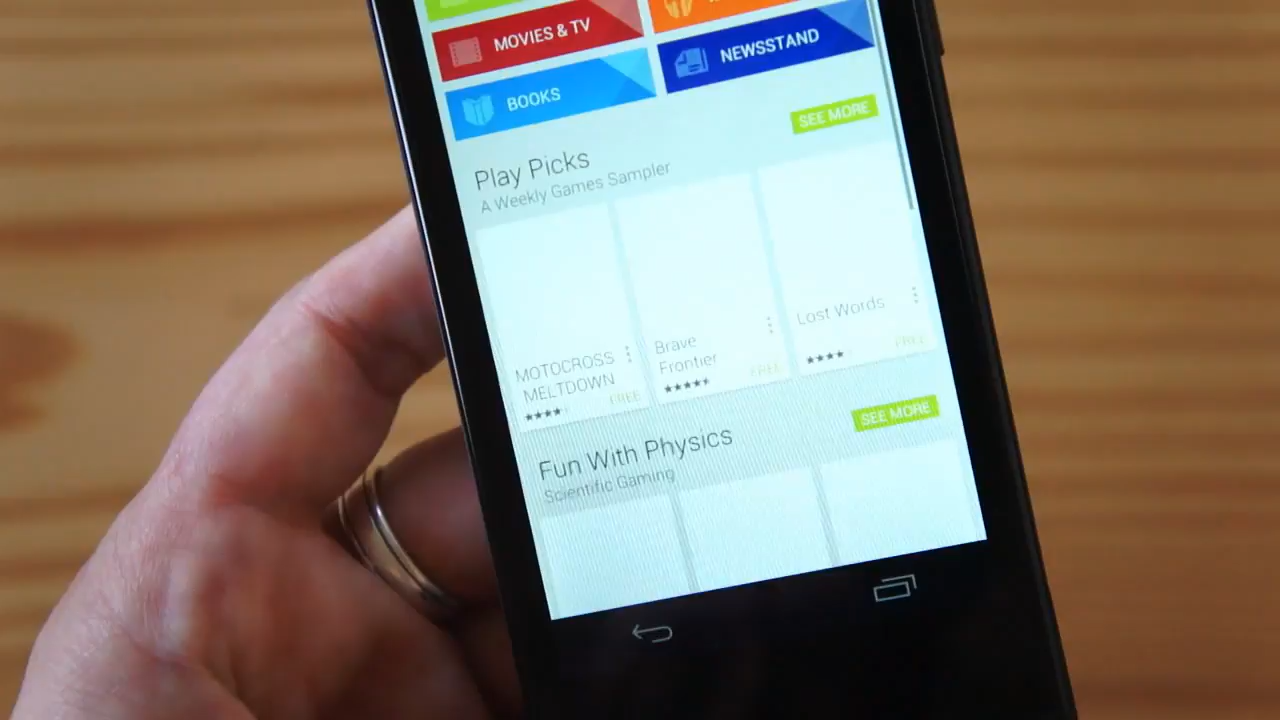 MOVIES & TV
NEWSSTAND
BOOKS
SEE MORE
Play Picks
A Weekly Games Sampler
MOTOCROSS
MELTDOWN
FREE
Brave
Frontier
FREE
Lost Words
FREE
SEE MORE
Fun With Physics
Scientific Gaming